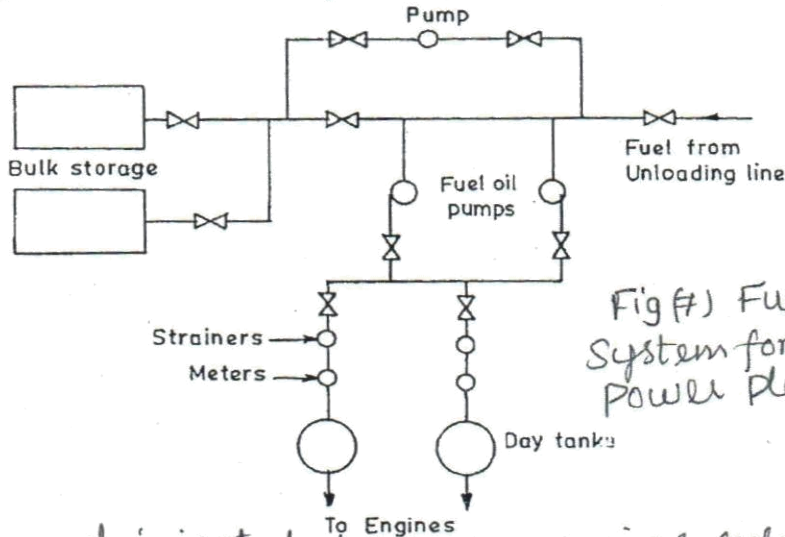 Pump
Fuel from
Unloading line
Bulk storage
Fuel oil
pumps
Fig (7) Fu
System for
Power pl
Strainers
Meters
Day tanks
To Engines